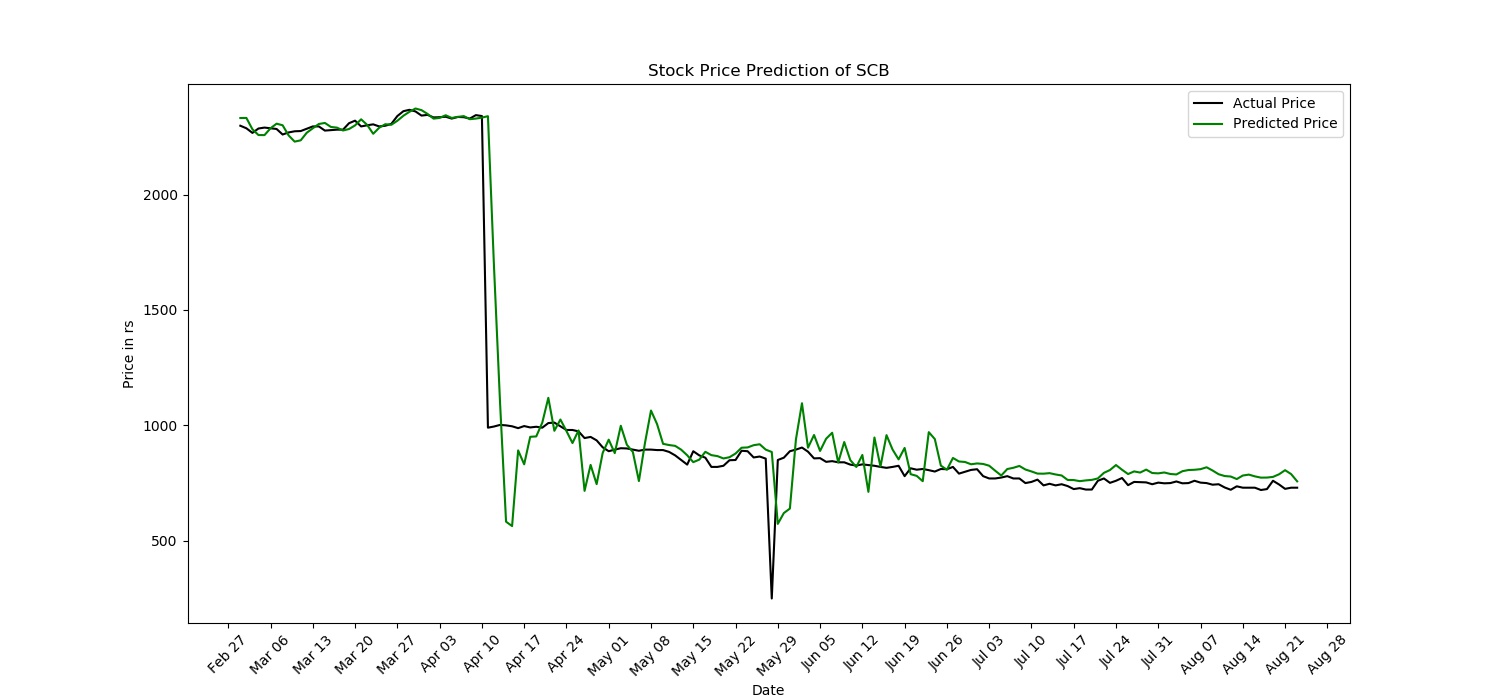 Stock Price Prediction of SCB
Actual Price
Predicted Price
Price in rs
2000
1500
1000
500
Feb 27
Mar 06
Mar 13
Mar 20
Mar 27
Apr 03
Apr 10
Apr 17
Apr 24
May 01
May 08
May 15
May 22
May 29
Jun 05
Jun 12
Jun 19
Jun 26
Jul 03
Jul 10
Jul 17
Jul 24
Jul 31
Aug 07
Aug 14
Aug 21
Aug 28
Date